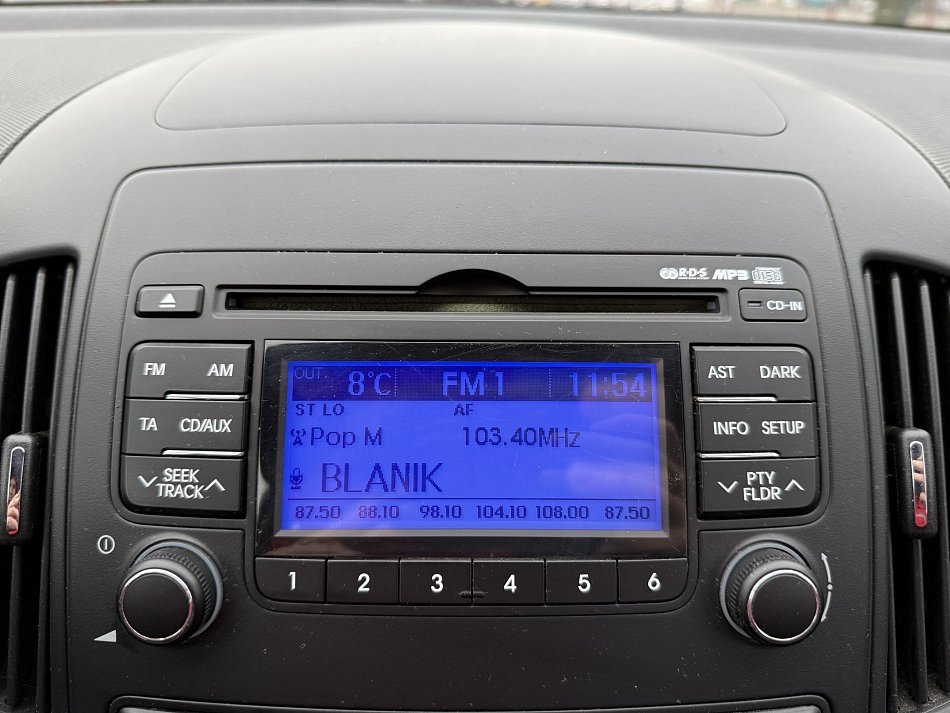 R·D·S MP3 disc
CD-IN
FM AM
AST DARK
OUT. 8°C FM 1 11:54
ST LO AF
TA CD/AUX
INFO SETUP
Pop M 103.40MHz
BLANIK
SEEK
TRACK
PTY
FLDR
87.50 88.10 98.10 104.10 108.00 87.50
1 2 3 4 5 6